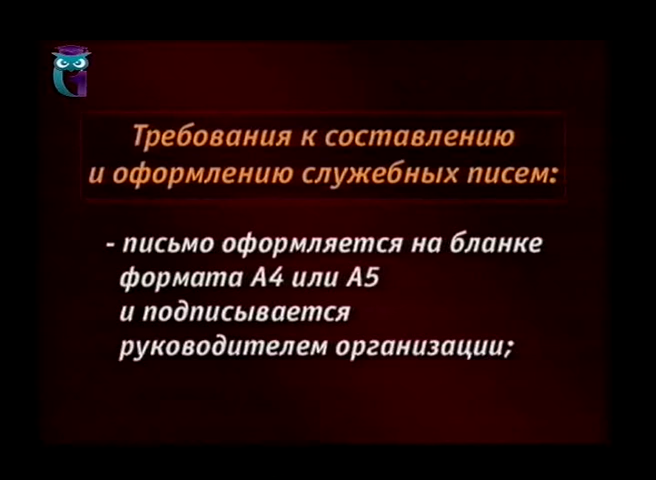 Требования к составлению
и оформлению служебных писем:
- письмо оформляется на бланке
формата А4 или А5
и подписывается
руководителем организации;